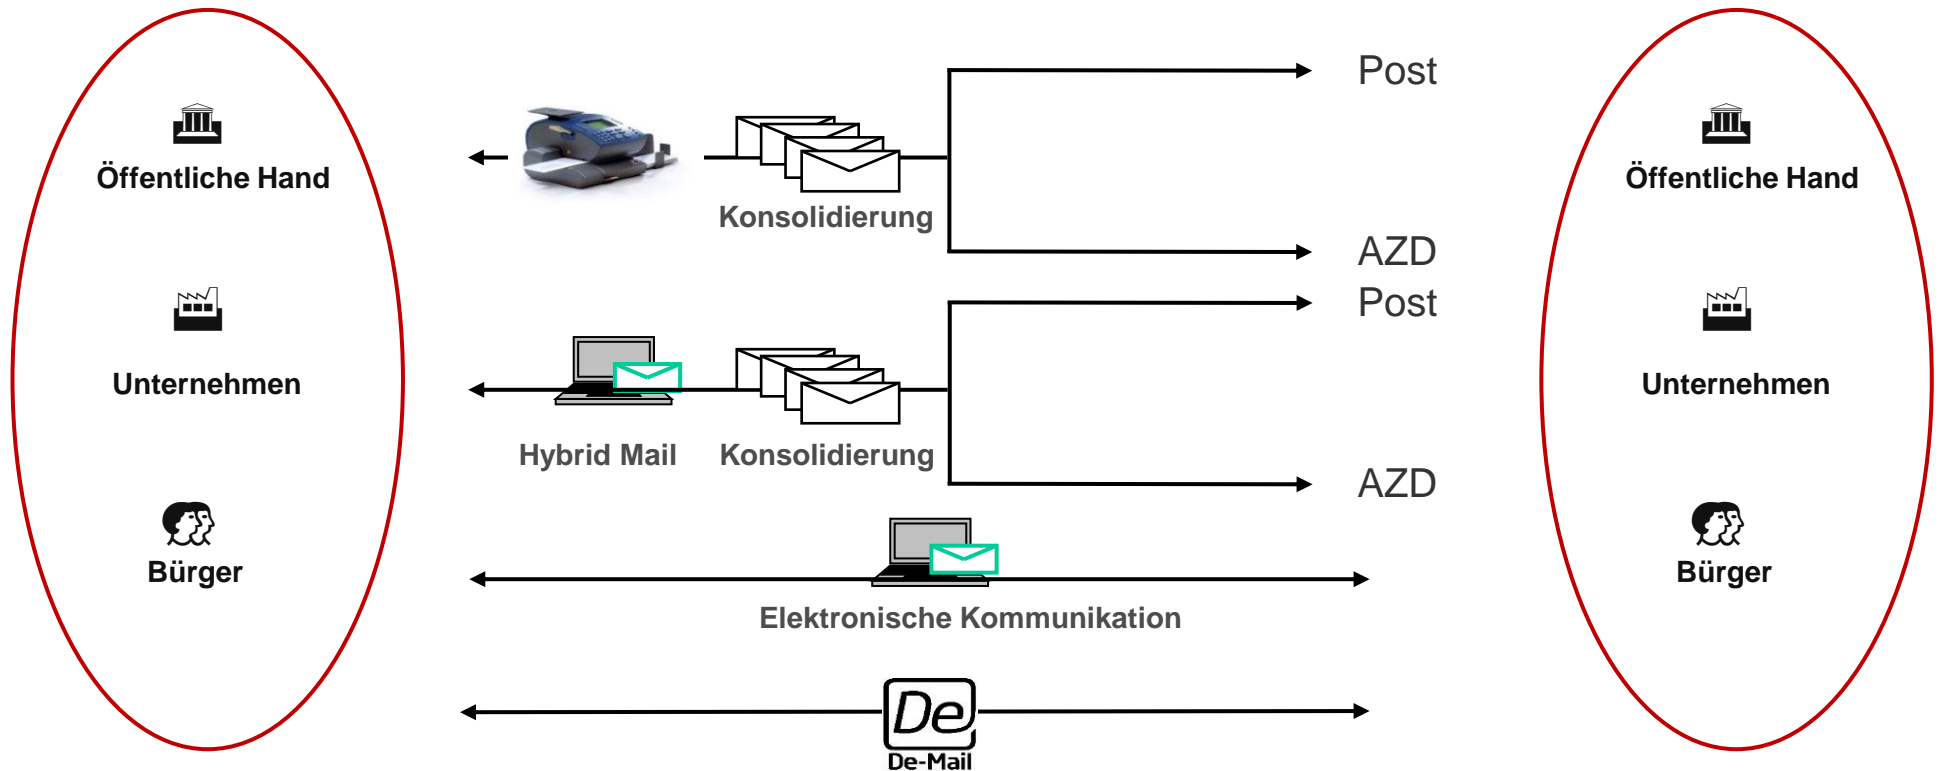 Öffentliche Hand
Unternehmen
Bürger
Konsolidierung
Post
AZD
Hybrid Mail
Konsolidierung
Post
AZD
Elektronische Kommunikation
De
De-Mail
Öffentliche Hand
Unternehmen
Bürger